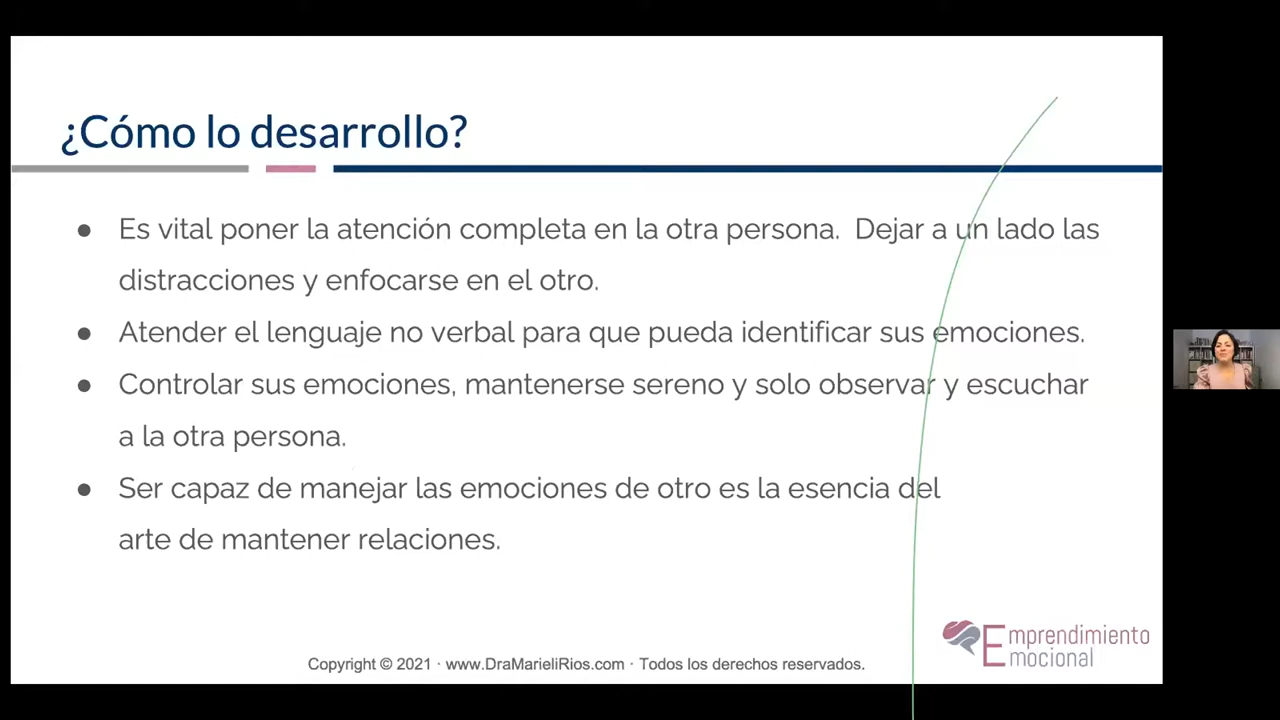 ¿Cómo lo desarrollo?
● Es vital poner la atención completa en la otra persona.  Dejar a un lado las
distracciones y enfocarse en el otro.
● Atender el lenguaje no verbal para que pueda identificar sus emociones.
● Controlar sus emociones, mantenerse sereno y solo observar y escuchar
a la otra persona.
● Ser capaz de manejar las emociones de otro es la esencia del
arte de mantener relaciones.
Emprendimiento
Emocional
Copyright © 2021 · www.DraMarieliRios.com · Todos los derechos reservados.